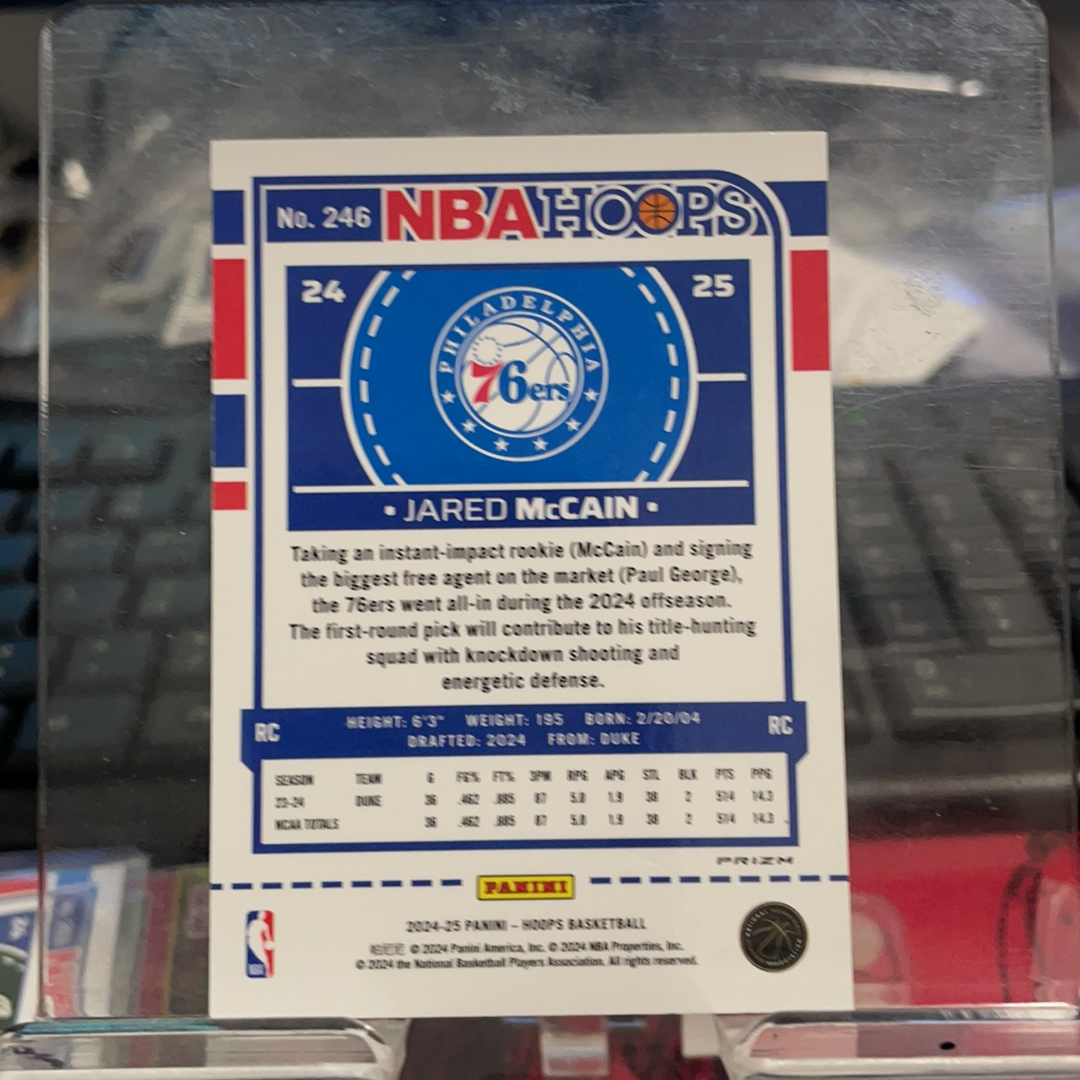 No. 246 NBA HOOPS
24 25
PHILADELPHIA
76ers
· JARED McCAIN ·
Taking an instant-impact rookie (McCain) and signing
the biggest free agent on the market (Paul George),
the 76ers went all-in during the 2024 offseason.
The first-round pick will contribute to his title-hunting
squad with knockdown shooting and
energetic defense.
RC HEIGHT: 6'3" WEIGHT: 195 BORN: 2/20/04 RC
DRAFTED: 2024 FROM: DUKE
SEASON TEAM G FG% FT% 3PM RPG APG STL BLK PTS PPG
23-24 DUKE 36 .462 .885 87 5.0 1.9 38 2 514 14.3
NCAA TOTALS 36 .462 .885 87 5.0 1.9 38 2 514 14.3
PRIZM
PANINI
2024-25 PANINI – HOOPS BASKETBALL
帕尼尼 © 2024 Panini America, Inc. © 2024 NBA Properties, Inc.
© 2024 the National Basketball Players Association. All rights reserved.
NBA